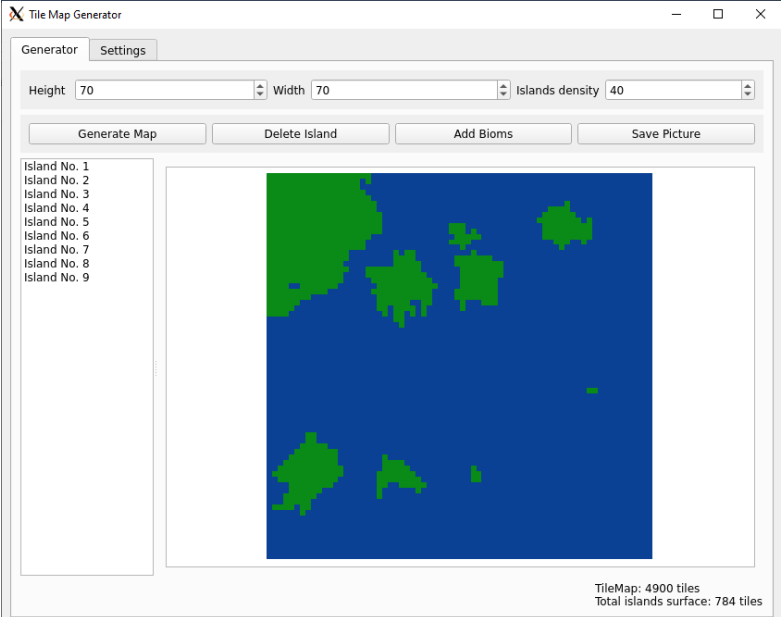 Tile Map Generator
Generator Settings
Height 70 Width 70 Islands density 40
Generate Map Delete Island Add Bioms Save Picture
Island No. 1
Island No. 2
Island No. 3
Island No. 4
Island No. 5
Island No. 6
Island No. 7
Island No. 8
Island No. 9
TileMap: 4900 tiles
Total islands surface: 784 tiles